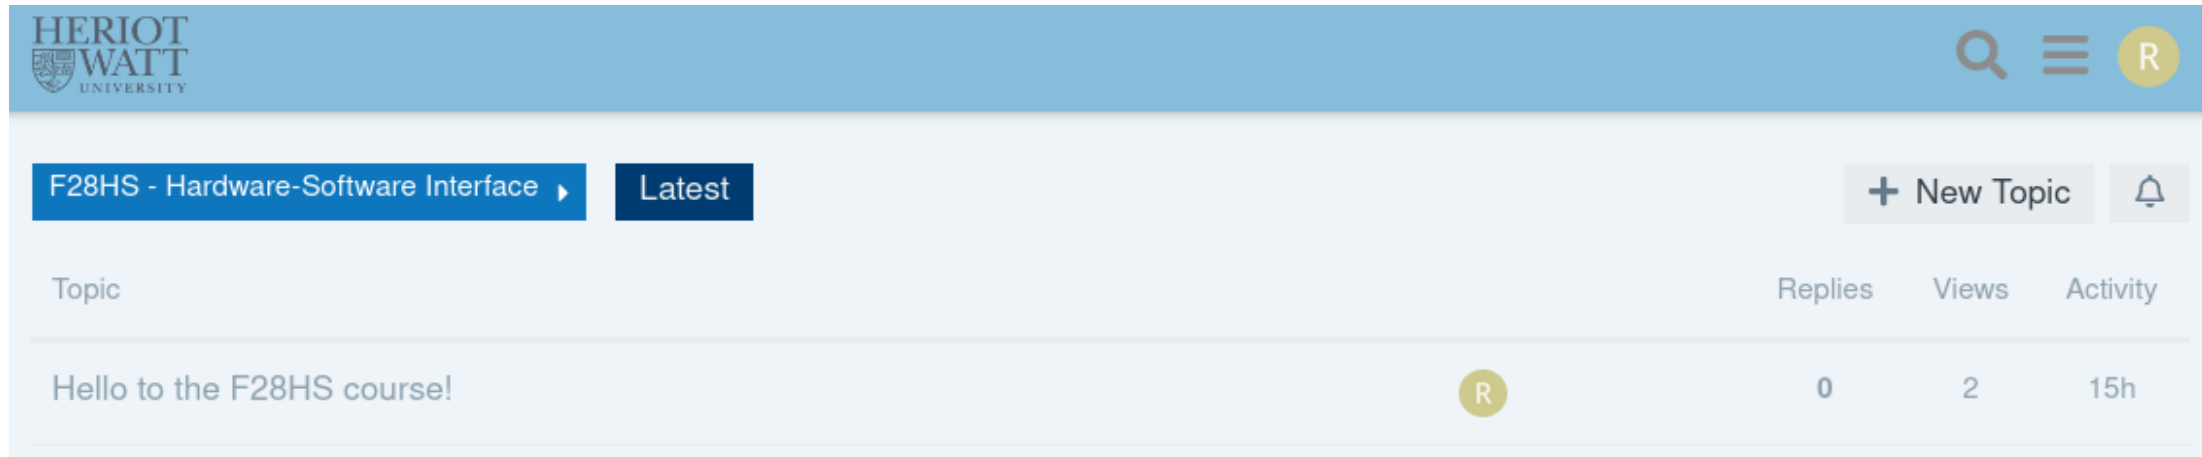 HERIOT
WATT
UNIVERSITY
R
F28HS - Hardware-Software Interface
Latest
+ New Topic
Topic
Replies
Views
Activity
Hello to the F28HS course!
R
0
2
15h